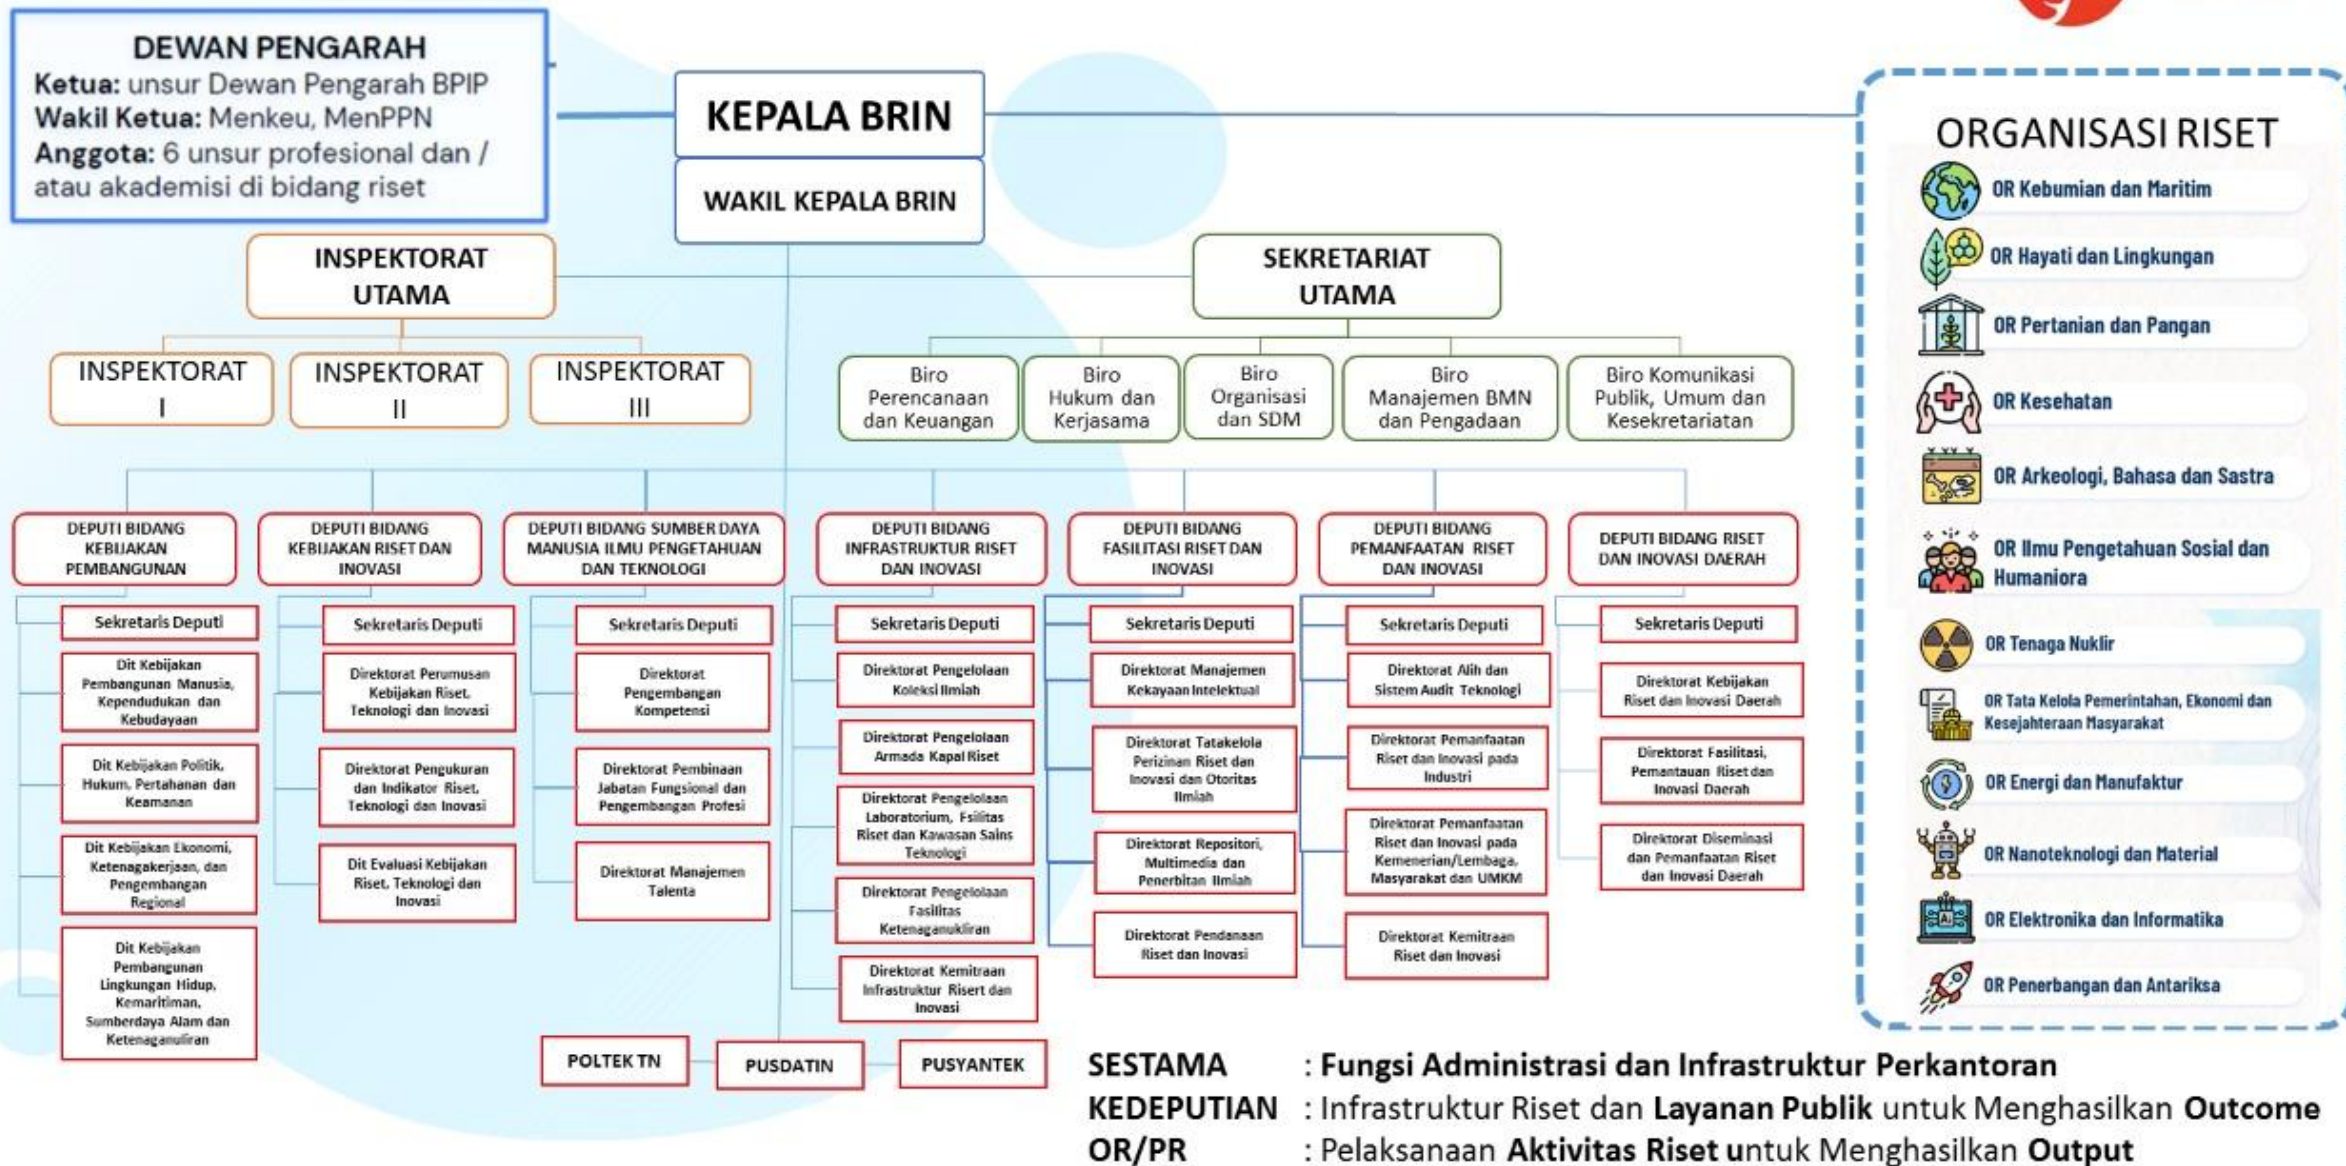 DEWAN PENGARAH
Ketua: unsur Dewan Pengarah BPIP
Wakil Ketua: Menkeu, MenPPN
Anggota: 6 unsur profesional dan /
atau akademisi di bidang riset
KEPALA BRIN
WAKIL KEPALA BRIN
INSPEKTORAT
UTAMA
SEKRETARIAT
UTAMA
INSPEKTORAT
I
INSPEKTORAT
II
INSPEKTORAT
III
Biro
Perencanaan
dan Keuangan
Biro
Hukum dan
Kerjasama
Biro
Organisasi
dan SDM
Biro
Manajemen BMN
dan Pengadaan
Biro Komunikasi
Publik, Umum dan
Kesekretariatan
DEPUTI BIDANG
KEBIJAKAN
PEMBANGUNAN
Sekretaris Deputi
Dit Kebijakan
Pembangunan Manusia,
Kependudukan dan
Kebudayaan
Dit Kebijakan Politik,
Hukum, Pertahanan dan
Keamanan
Dit Kebijakan Ekonomi,
Ketenagakerjaan, dan
Pengembangan
Regional
Dit Kebijakan
Pembangunan
Lingkungan Hidup,
Kemaritiman,
Sumberdaya Alam dan
Ketenaganuliran
DEPUTI BIDANG
KEBIJAKAN RISET DAN
INOVASI
Sekretaris Deputi
Direktorat Perumusan
Kebijakan Riset,
Teknologi dan Inovasi
Direktorat Pengukuran
dan Indikator Riset,
Teknologi dan Inovasi
Dit Evaluasi Kebijakan
Riset, Teknologi dan
Inovasi
DEPUTI BIDANG SUMBER DAYA
MANUSIA ILMU PENGETAHUAN
DAN TEKNOLOGI
Sekretaris Deputi
Direktorat
Pengembangan
Kompetensi
Direktorat Pembinaan
Jabatan Fungsional dan
Pengembangan Profesi
Direktorat Manajemen
Talenta
DEPUTI BIDANG
INFRASTRUKTUR RISET
DAN INOVASI
Sekretaris Deputi
Direktorat Pengelolaan
Koleksi Ilmiah
Direktorat Pengelolaan
Armada Kapal Riset
Direktorat Pengelolaan
Laboratorium, Fsilitas
Riset dan Kawasan Sains
Teknologi
Direktorat Pengelolaan
Fasilitas
Ketenaganukliran
Direktorat Kemitraan
Infrastruktur Risert dan
Inovasi
DEPUTI BIDANG
FASILITASI RISET DAN
INOVASI
Sekretaris Deputi
Direktorat Manajemen
Kekayaan Intelektual
Direktorat Tatakelola
Perizinan Riset dan
Inovasi dan Otoritas
Ilmiah
Direktorat Repositori,
Multimedia dan
Penerbitan Ilmiah
Direktorat Pendanaan
Riset dan Inovasi
DEPUTI BIDANG
PEMANFAATAN RISET
DAN INOVASI
Sekretaris Deputi
Direktorat Alih dan
Sistem Audit Teknologi
Direktorat Pemanfaatan
Riset dan Inovasi pada
Industri
Direktorat Pemanfaatan
Riset dan Inovasi pada
Kemenerian/Lembaga,
Masyarakat dan UMKM
Direktorat Kemitraan
Riset dan Inovasi
DEPUTI BIDANG RISET
DAN INOVASI DAERAH
Sekretaris Deputi
Direktorat Kebijakan
Riset dan Inovasi Daerah
Direktorat Fasilitasi,
Pemantauan Riset dan
Inovasi Daerah
Direktorat Diseminasi
dan Pemanfaatan Riset
dan Inovasi Daerah
POLTEK TN
PUSDATIN
PUSYANTEK
ORGANISASI RISET
OR Kebumian dan Maritim
OR Hayati dan Lingkungan
OR Pertanian dan Pangan
OR Kesehatan
OR Arkeologi, Bahasa dan Sastra
OR Ilmu Pengetahuan Sosial dan
Humaniora
OR Tenaga Nuklir
OR Tata Kelola Pemerintahan, Ekonomi dan
Kesejahteraan Masyarakat
OR Energi dan Manufaktur
OR Nanoteknologi dan Material
Ai
OR Elektronika dan Informatika
OR Penerbangan dan Antariksa
SESTAMA : Fungsi Administrasi dan Infrastruktur Perkantoran
KEDEPUTIAN : Infrastruktur Riset dan Layanan Publik untuk Menghasilkan Outcome
OR/PR : Pelaksanaan Aktivitas Riset untuk Menghasilkan Output